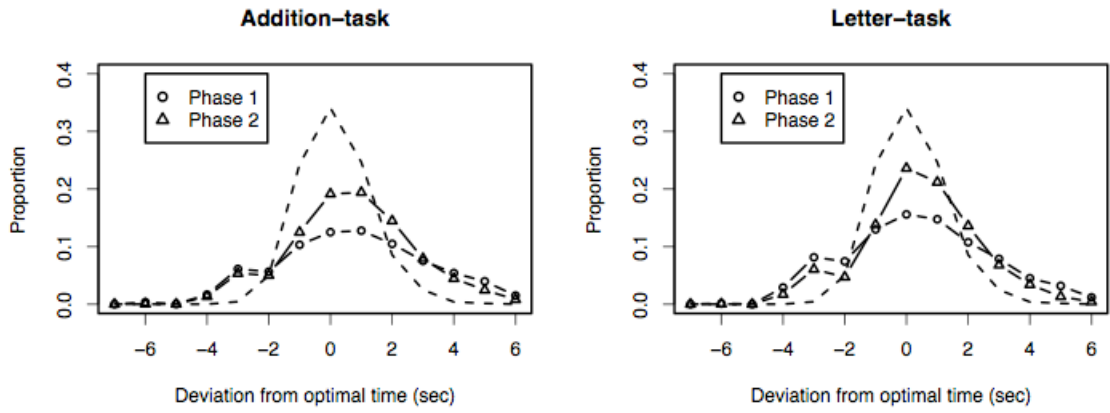 Addition-task
0.4
0.3
0.2
0.1
0.0
Proportion
Phase 1
Phase 2
-6 -4 -2 0 2 4 6
Deviation from optimal time (sec)
Letter-task
0.4
0.3
0.2
0.1
0.0
Proportion
Phase 1
Phase 2
-6 -4 -2 0 2 4 6
Deviation from optimal time (sec)